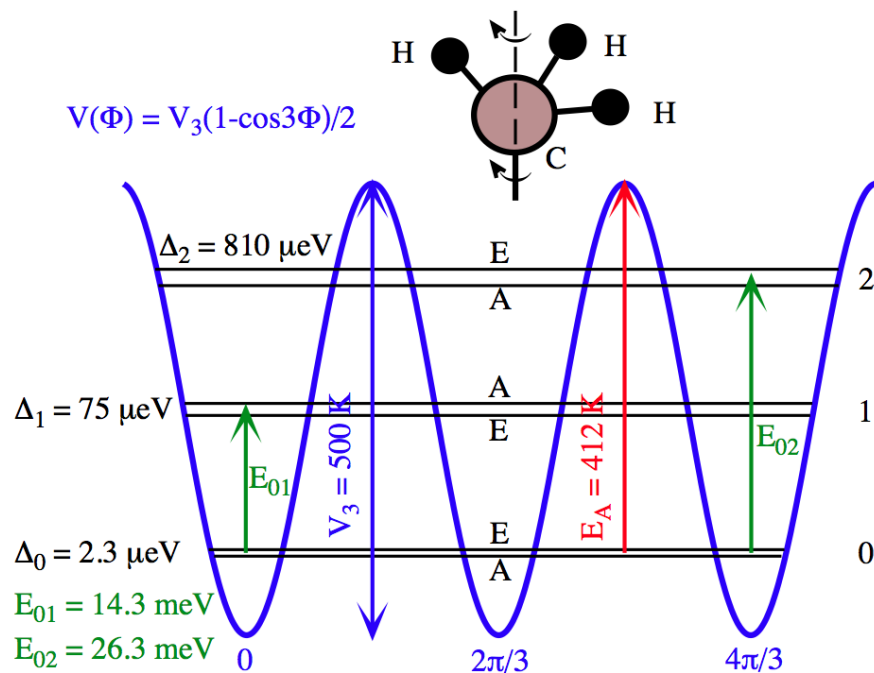 H
H
H
C
V(Φ) = V₃(1-cos3Φ)/2
Δ₂ = 810 μeV
E
A
2
Δ₁ = 75 μeV
A
E
1
E₀₁
V₃ = 500 K
E_A = 412 K
E₀₂
Δ₀ = 2.3 μeV
E
A
0
E₀₁ = 14.3 meV
E₀₂ = 26.3 meV
0
2π/3
4π/3